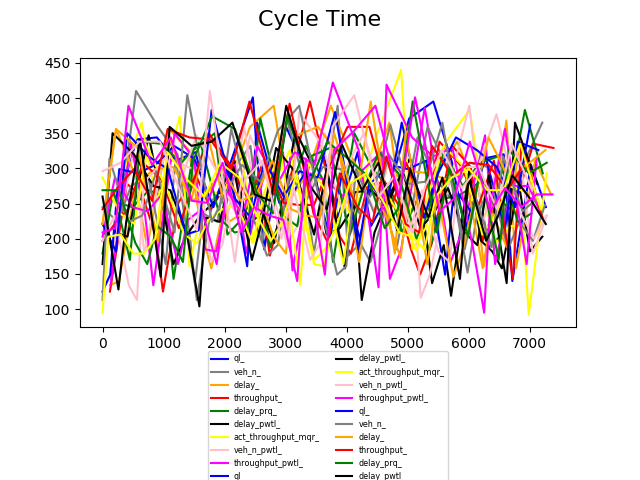 Cycle Time
450
400
350
300
250
200
150
100
0 1000 2000 3000 4000 5000 6000 7000
ql_ delay_pwtl_
veh_n_ act_throughput_mqr_
delay_ veh_n_pwtl_
throughput_ throughput_pwtl_
delay_prq_ ql_
delay_pwtl_ veh_n_
act_throughput_mqr_ delay_
veh_n_pwtl_ throughput_
throughput_pwtl_ delay_prq_
ql delay_pwtl